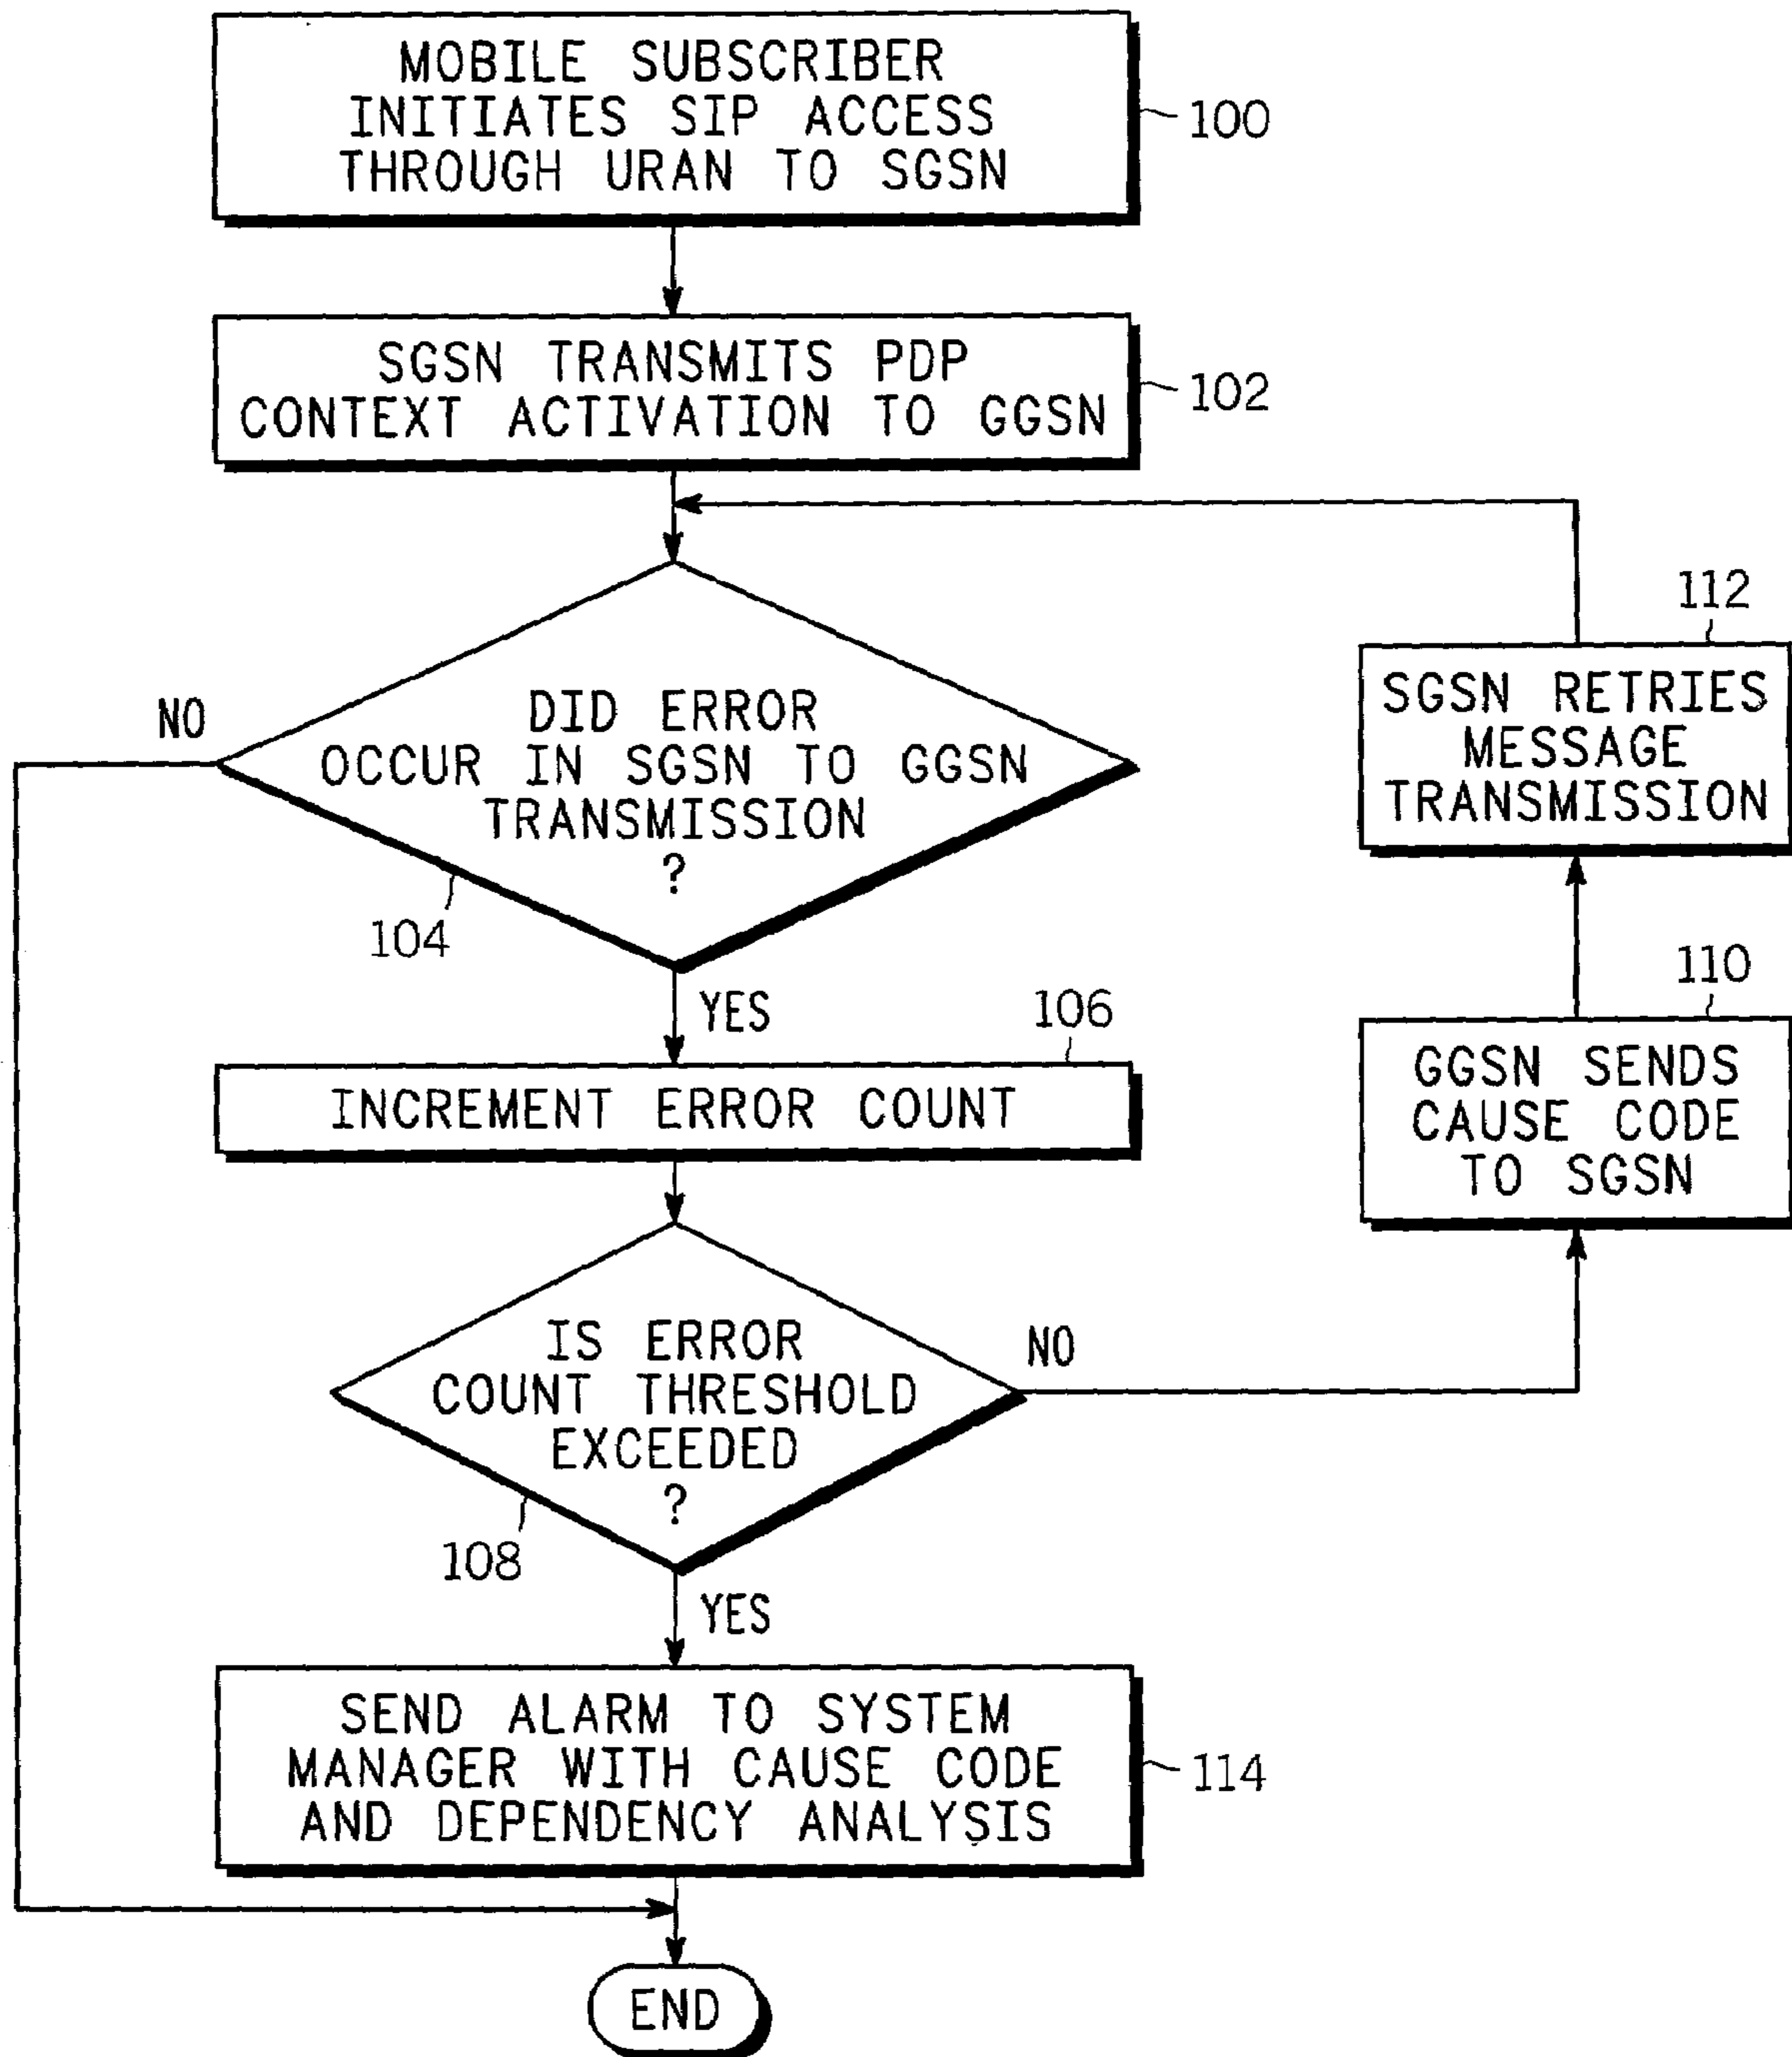 MOBILE SUBSCRIBER
INITIATES SIP ACCESS
THROUGH URAN TO SGSN
100
SGSN TRANSMITS PDP
CONTEXT ACTIVATION TO GGSN
102
DID ERROR
OCCUR IN SGSN TO GGSN
TRANSMISSION
?
NO
104
YES
106
INCREMENT ERROR COUNT
IS ERROR
COUNT THRESHOLD
EXCEEDED
?
NO
108
YES
110
GGSN SENDS
CAUSE CODE
TO SGSN
112
SGSN RETRIES
MESSAGE
TRANSMISSION
SEND ALARM TO SYSTEM
MANAGER WITH CAUSE CODE
AND DEPENDENCY ANALYSIS
114
END